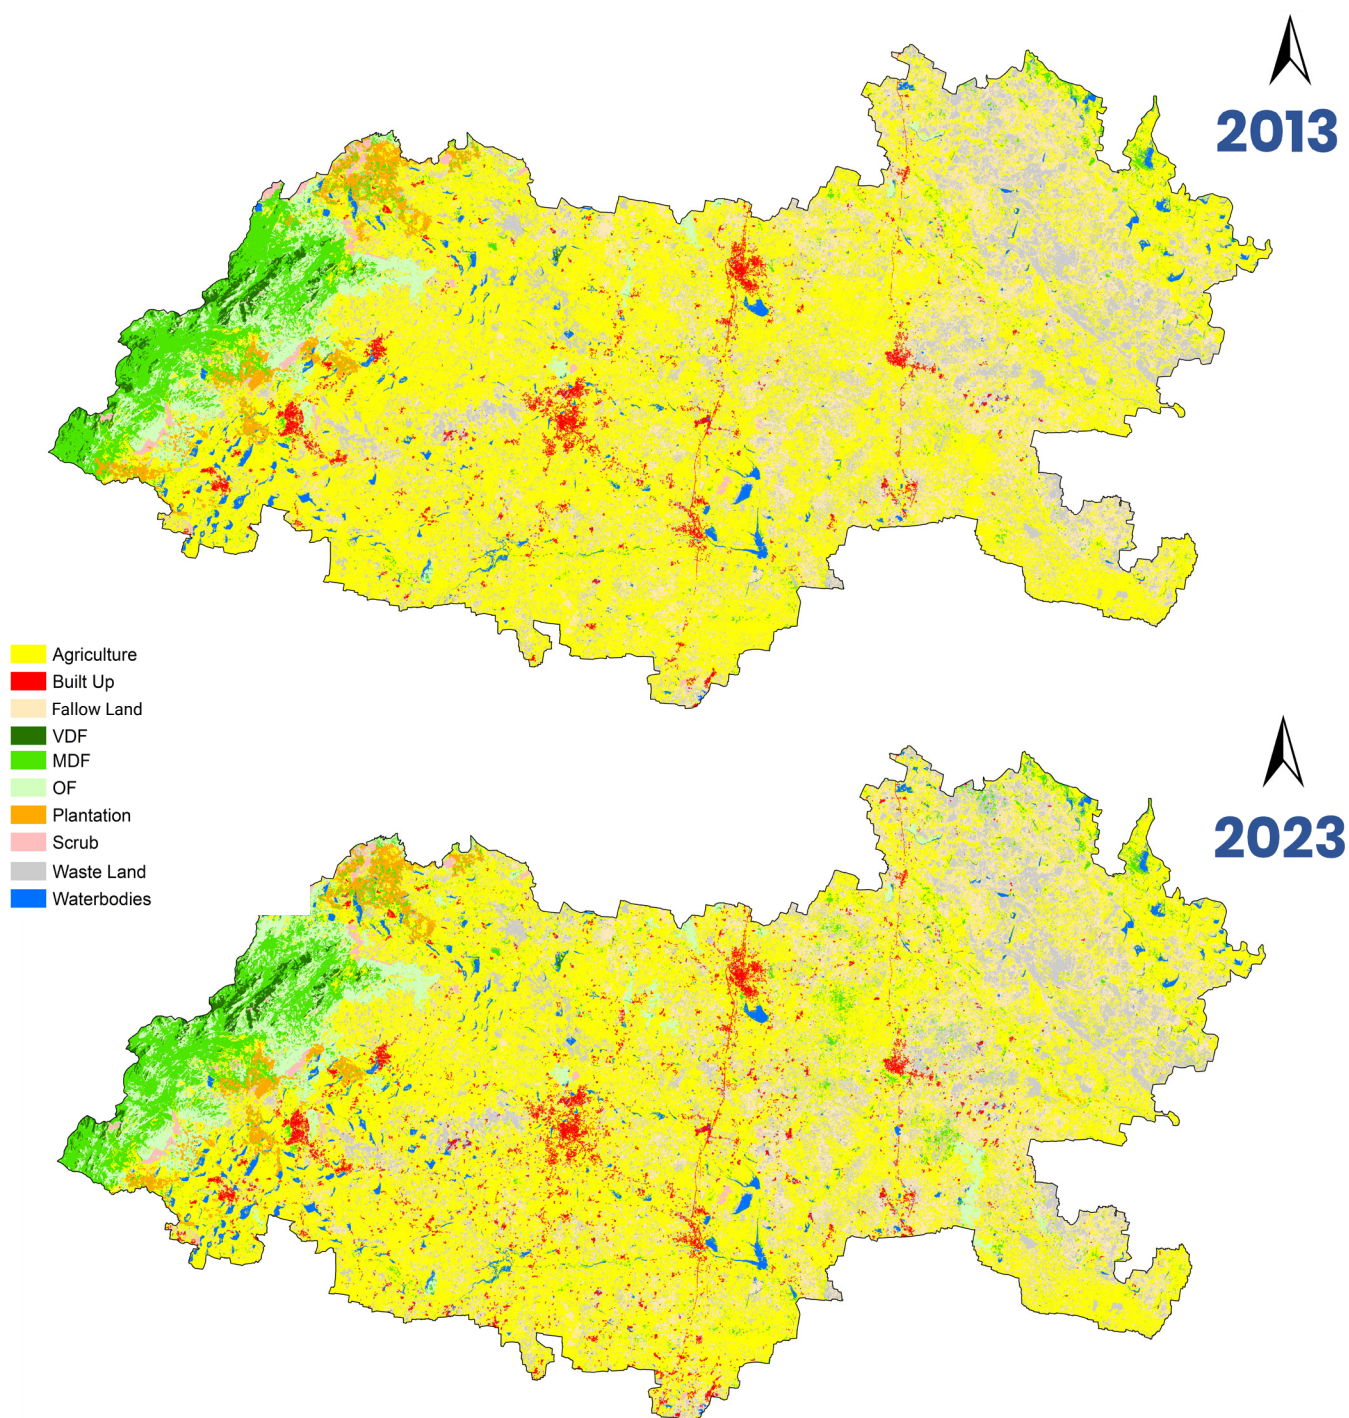 2013
Agriculture
Built Up
Fallow Land
VDF
MDF
OF
Plantation
Scrub
Waste Land
Waterbodies
2023